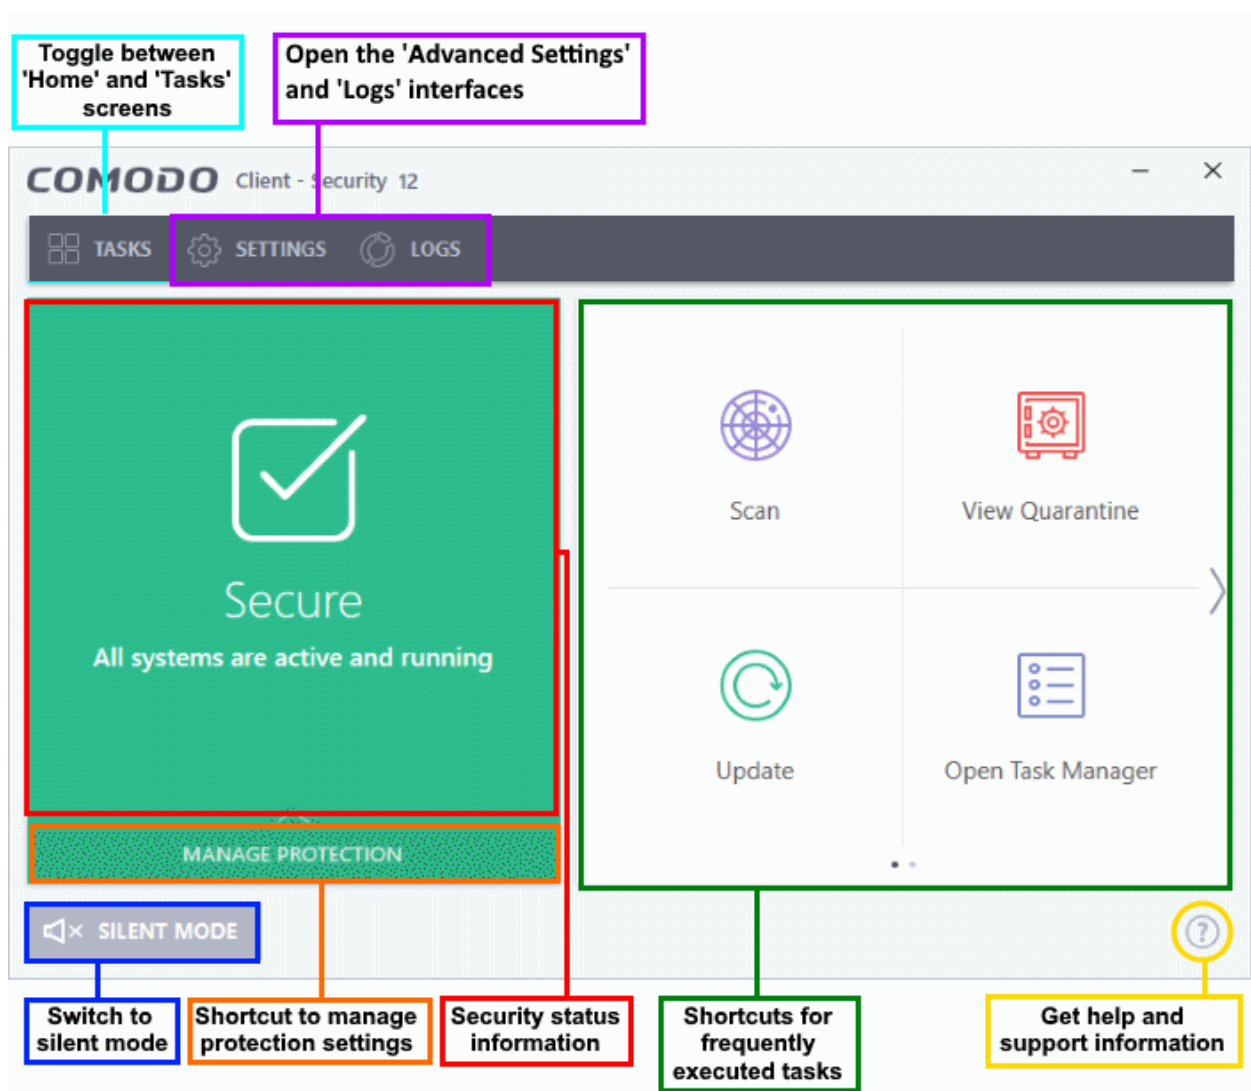 Toggle between
'Home' and 'Tasks'
screens
Open the 'Advanced Settings'
and 'Logs' interfaces
COMODO Client - Security 12
TASKS SETTINGS LOGS
Secure
All systems are active and running
MANAGE PROTECTION
Scan
View Quarantine
Update
Open Task Manager
SILENT MODE
?
Switch to
silent mode
Shortcut to manage
protection settings
Security status
information
Shortcuts for
frequently
executed tasks
Get help and
support information